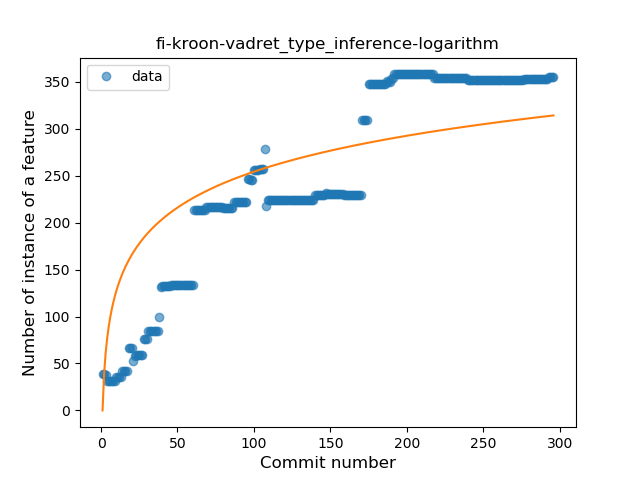 fi-kroon-vadret_type_inference-logarithm
data
Number of instance of a feature
350
300
250
200
150
100
50
0
0 50 100 150 200 250 300
Commit number